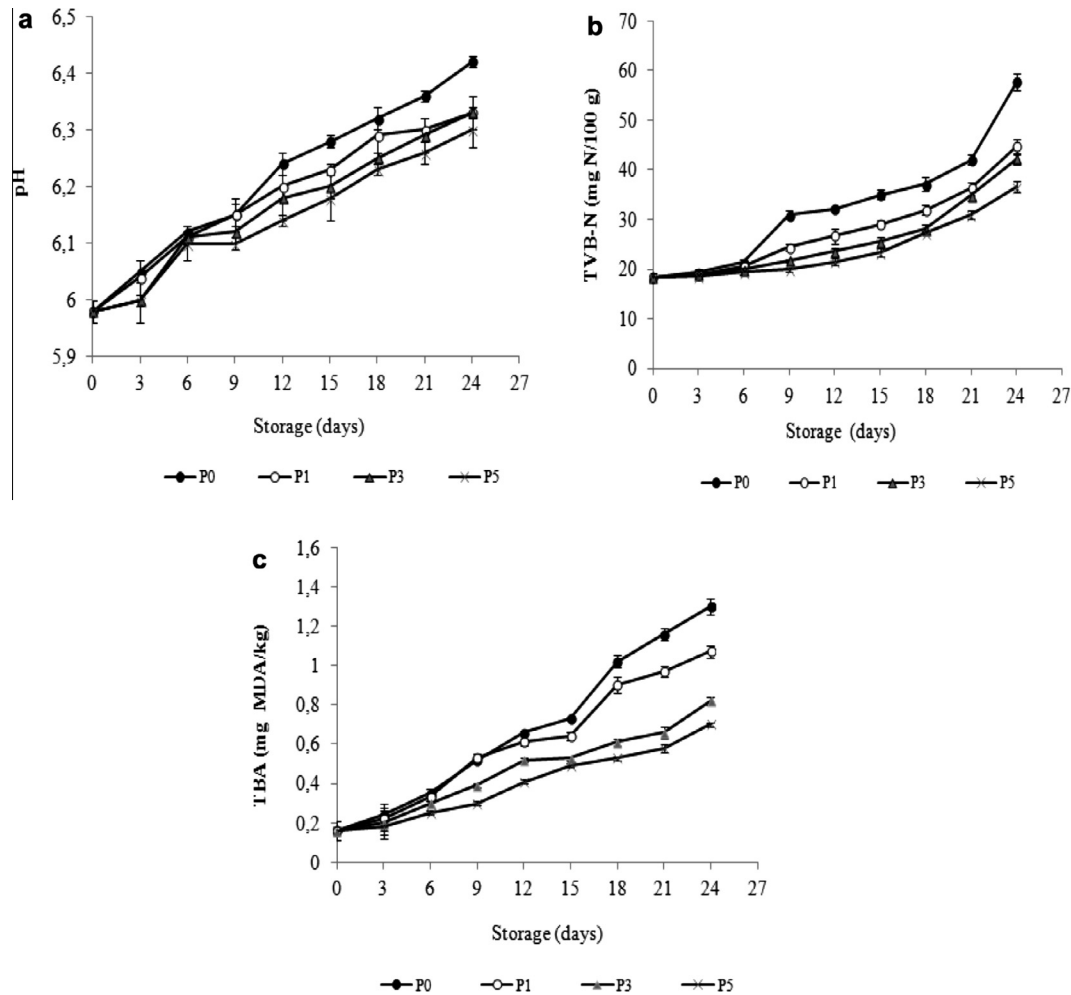 a
6,5
6,4
6,3
6,2
6,1
6
5,9
pH
0 3 6 9 12 15 18 21 24 27
Storage (days)
P0 P1 P3 P5
b
70
60
50
40
30
20
10
0
TVB-N (mg N/100 g)
0 3 6 9 12 15 18 21 24 27
Storage (days)
P0 P1 P3 P5
c
1,6
1,4
1,2
1
0,8
0,6
0,4
0,2
0
TBA (mg MDA/kg)
0 3 6 9 12 15 18 21 24 27
Storage (days)
P0 P1 P3 P5